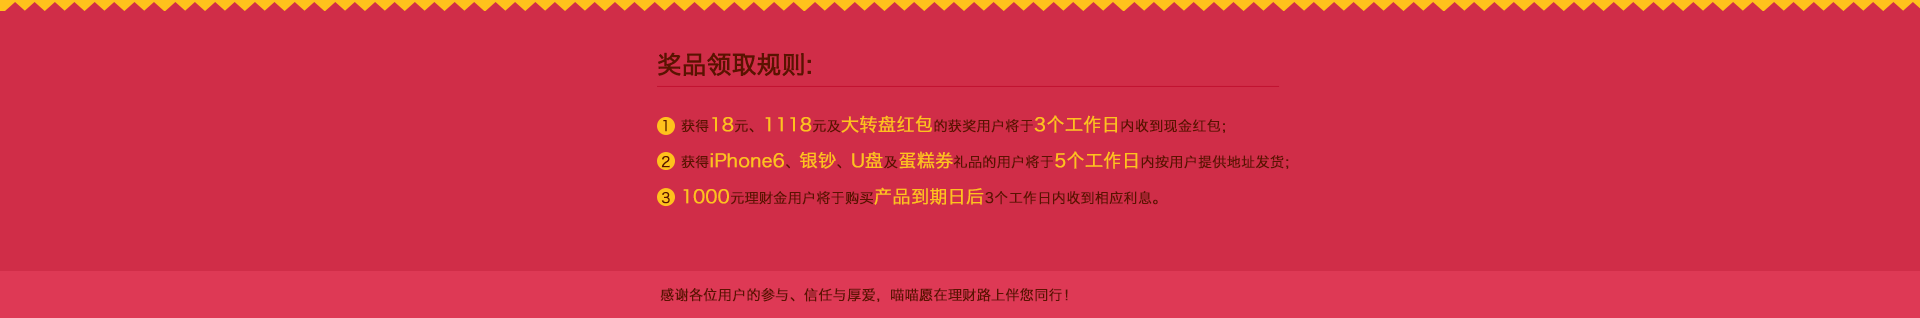 奖品领取规则:
1 获得18元、1118元及大转盘红包的获奖用户将于3个工作日内收到现金红包;
2 获得iPhone6、银钞、U盘及蛋糕券礼品的用户将于5个工作日内按用户提供地址发货;
3 1000元理财金用户将于购买产品到期日后3个工作日内收到相应利息。
感谢各位用户的参与、信任与厚爱,喵喵愿在理财路上伴您同行!